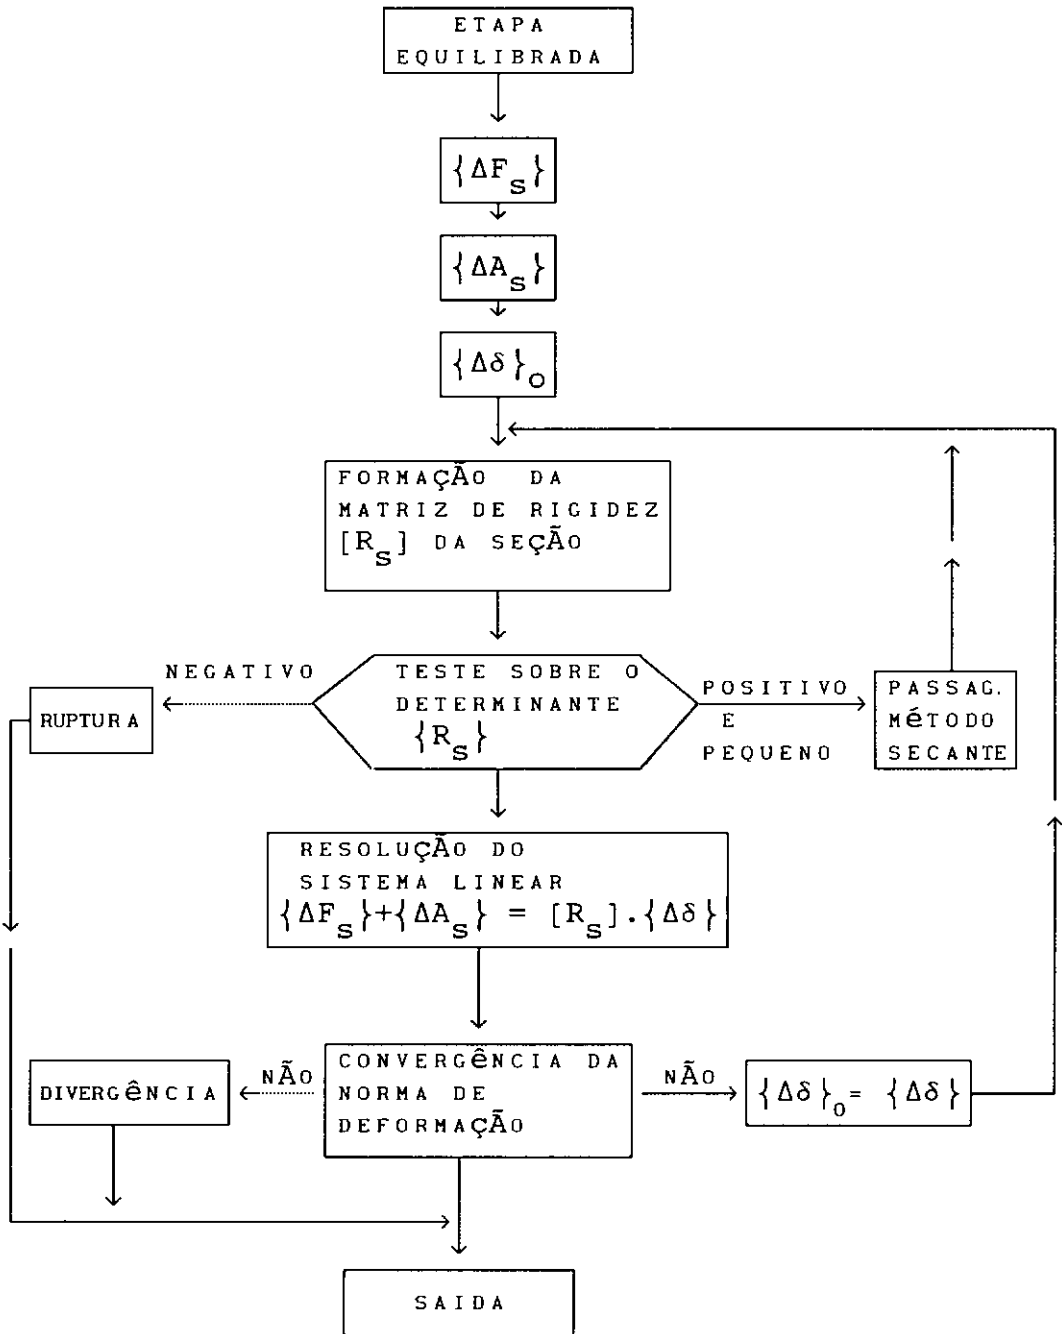 ETAPA
EQUILIBRADA
{ΔF_s}
{ΔA_s}
{Δδ}_o
FORMAÇÃO DA
MATRIZ DE RIGIDEZ
[R_s] DA SEÇÃO
NEGATIVO
TESTE SOBRE O
DETERMINANTE
{R_s}
POSITIVO
E
PEQUENO
RUPTURA
PASSAG.
MéTODO
SECANTE
RESOLUÇÃO DO
SISTEMA LINEAR
{ΔF_s}+{ΔA_s} = [R_s].{Δδ}
DIVERGêNCIA
NÃO
CONVERGêNCIA DA
NORMA DE
DEFORMAÇÃO
NÃO
{Δδ}_o= {Δδ}
SAIDA